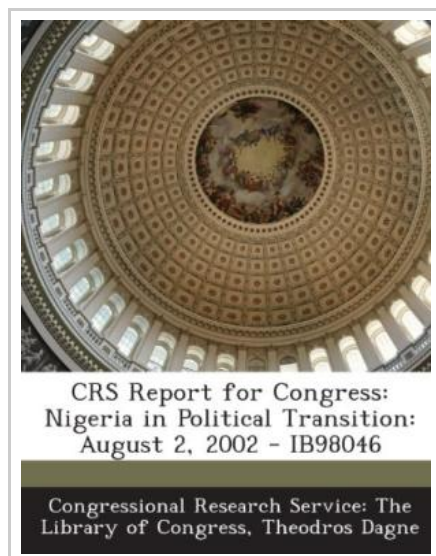 CRS Report for Congress:
Nigeria in Political Transition:
August 2, 2002 - IB98046
Congressional Research Service: The
Library of Congress, Theodros Dagne